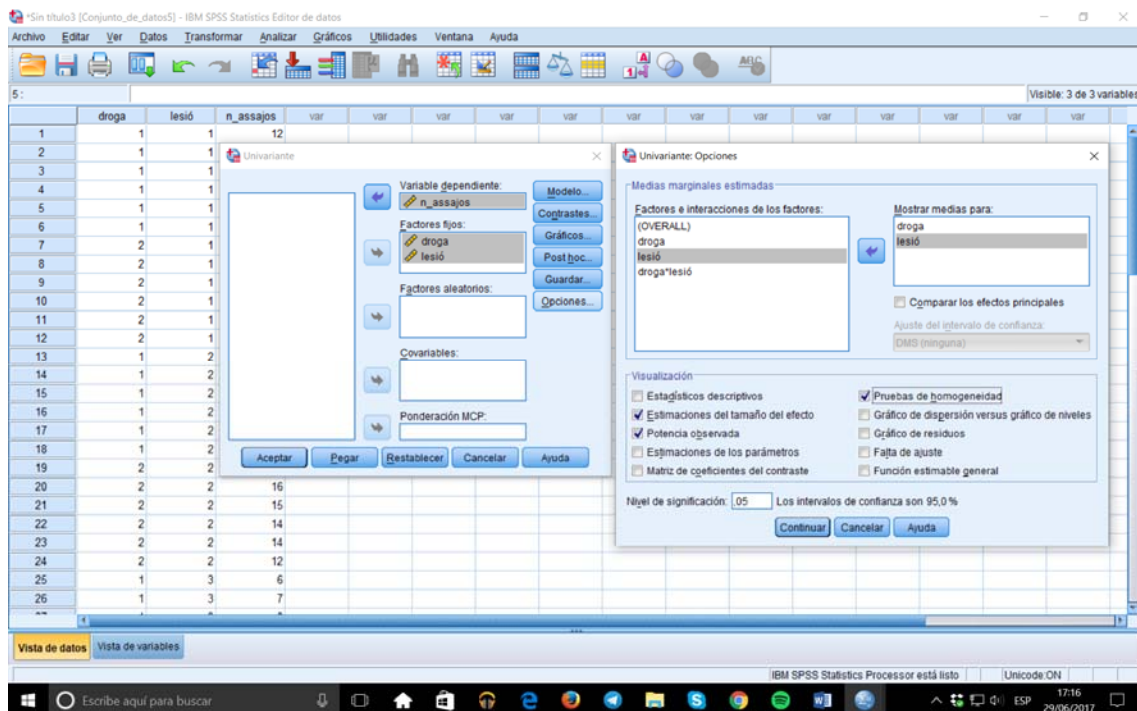 *Sin título3 [Conjunto_de_datos5] - IBM SPSS Statistics Editor de datos
Archivo Editar Ver Datos Transformar Analizar Gráficos Utilidades Ventana Ayuda
5 :
Visible: 3 de 3 variables
droga lesió n_assajos var var var var var var var var var var var var var
1 1 1 12
2 1 1
3 1 1
4 1 1
5 1 1
6 1 1
7 2 1
8 2 1
9 2 1
10 2 1
11 2 1
12 2 1
13 1 2
14 1 2
15 1 2
16 1 2
17 1 2
18 1 2
19 2 2
20 2 2 16
21 2 2 15
22 2 2 14
23 2 2 14
24 2 2 12
25 1 3 6
26 1 3 7
Univariante
Variable dependiente:
n_assajos
Factores fijos:
droga
lesió
Factores aleatorios:
Covariables:
Ponderación MCP:
Modelo...
Contrastes...
Gráficos...
Post hoc...
Guardar...
Opciones...
Aceptar Pegar Restablecer Cancelar Ayuda
Univariante: Opciones
Medias marginales estimadas
Factores e interacciones de los factores:
(OVERALL)
droga
lesió
droga*lesió
Mostrar medias para:
droga
lesió
Comparar los efectos principales
Ajuste del intervalo de confianza:
DMS (ninguna)
Visualización
Estadísticos descriptivos
Estimaciones del tamaño del efecto
Potencia observada
Estimaciones de los parámetros
Matriz de coeficientes del contraste
Pruebas de homogeneidad
Gráfico de dispersión versus gráfico de niveles
Gráfico de residuos
Falta de ajuste
Función estimable general
Nivel de significación: .05 Los intervalos de confianza son 95,0 %
Continuar Cancelar Ayuda
Vista de datos Vista de variables
IBM SPSS Statistics Processor está listo Unicode:ON
Escribe aquí para buscar
ESP
17:16
29/06/2017